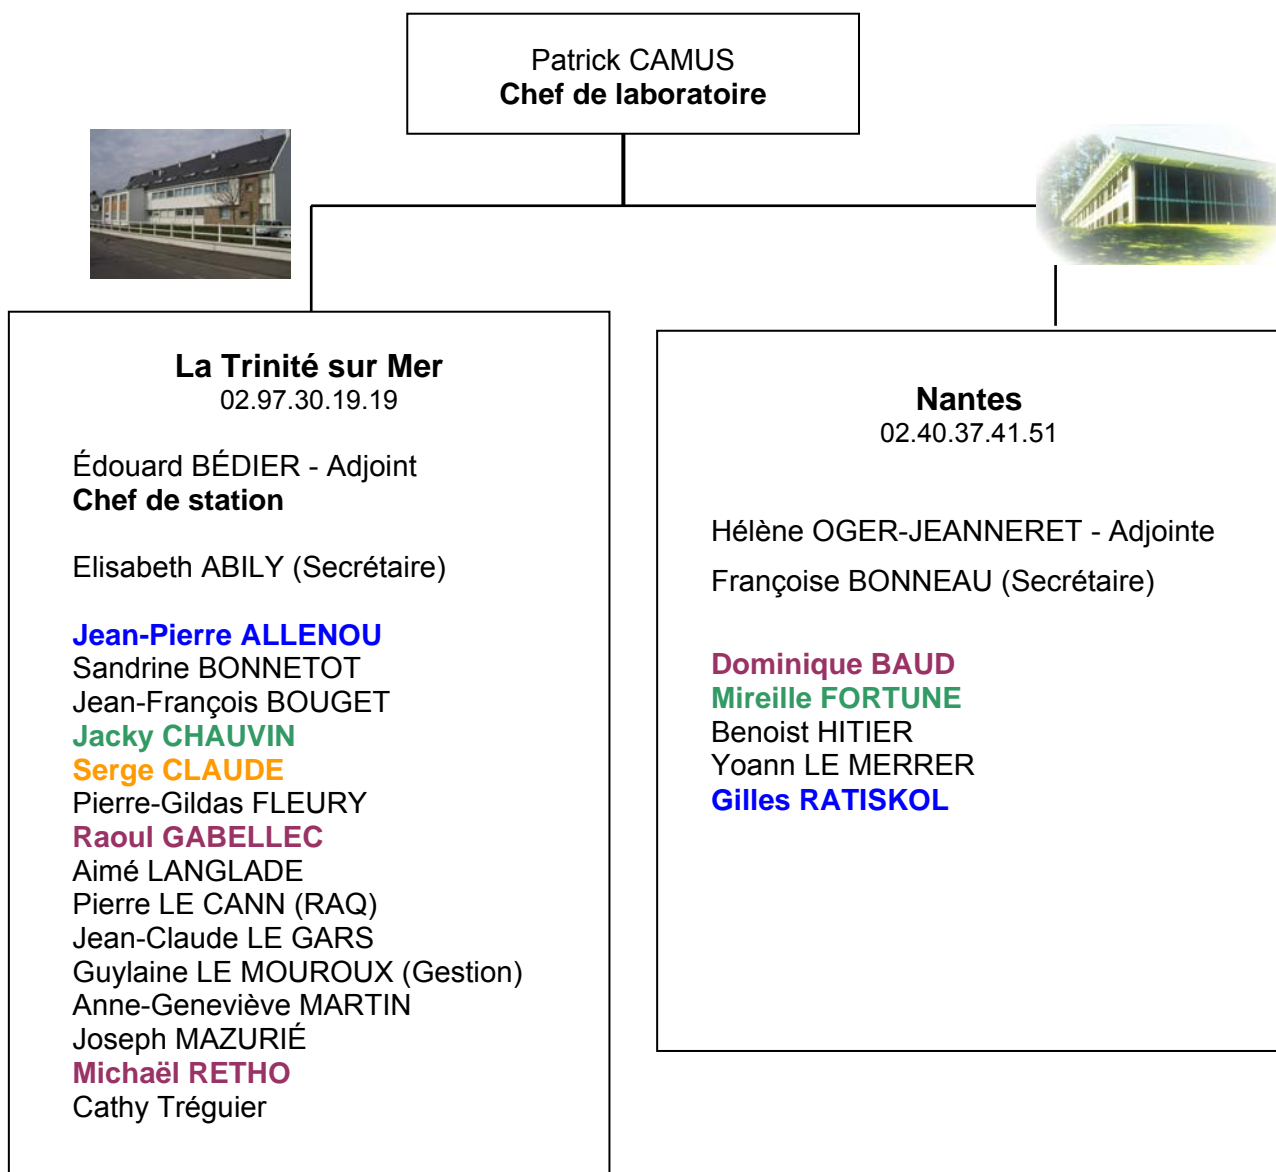 Patrick CAMUS
Chef de laboratoire
La Trinité sur Mer
02.97.30.19.19
Édouard BÉDIER - Adjoint
Chef de station
Elisabeth ABILY (Secrétaire)
Jean-Pierre ALLENOU
Sandrine BONNETOT
Jean-François BOUGET
Jacky CHAUVIN
Serge CLAUDE
Pierre-Gildas FLEURY
Raoul GABELLEC
Aimé LANGLADE
Pierre LE CANN (RAQ)
Jean-Claude LE GARS
Guylaine LE MOUROUX (Gestion)
Anne-Geneviève MARTIN
Joseph MAZURIÉ
Michaël RETHO
Cathy Tréguier
Nantes
02.40.37.41.51
Hélène OGER-JEANNERET - Adjointe
Françoise BONNEAU (Secrétaire)
Dominique BAUD
Mireille FORTUNE
Benoist HITIER
Yoann LE MERRER
Gilles RATISKOL